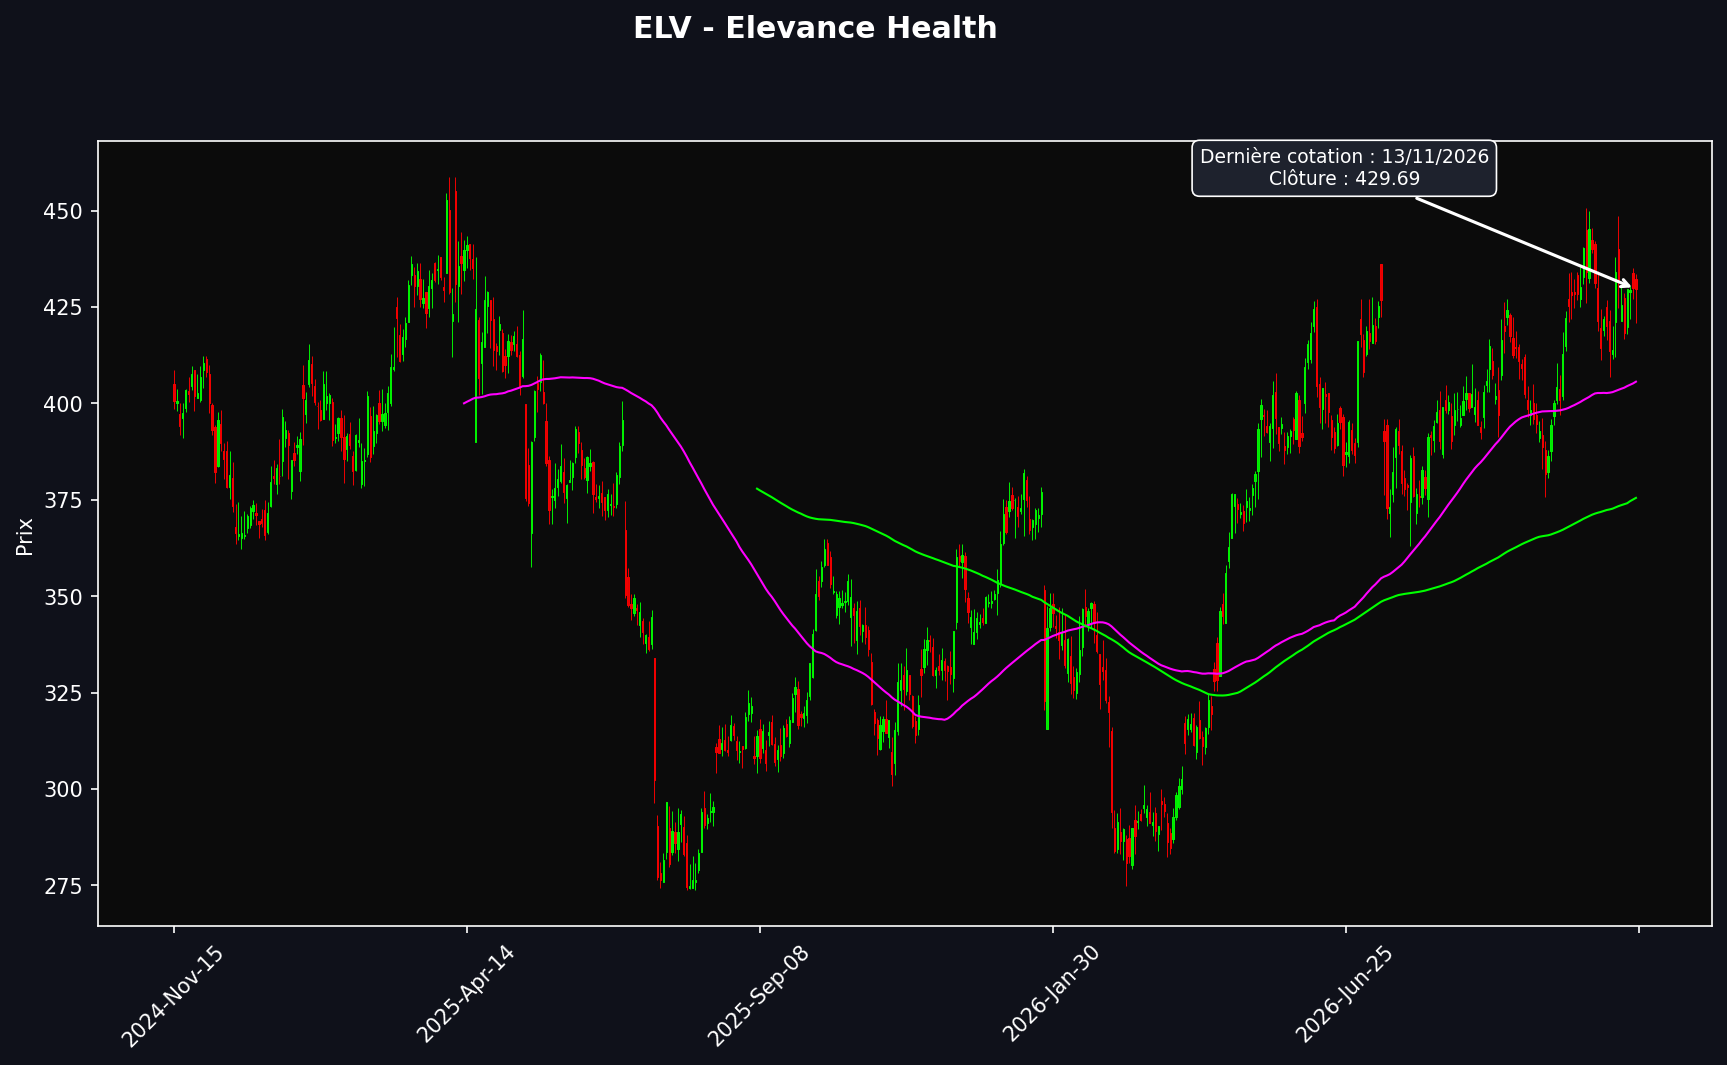 ELV - Elevance Health
Dernière cotation : 13/11/2026
Clôture : 429.69
Prix
450
425
400
375
350
325
300
275
2024-Nov-15
2025-Apr-14
2025-Sep-08
2026-Jan-30
2026-Jun-25